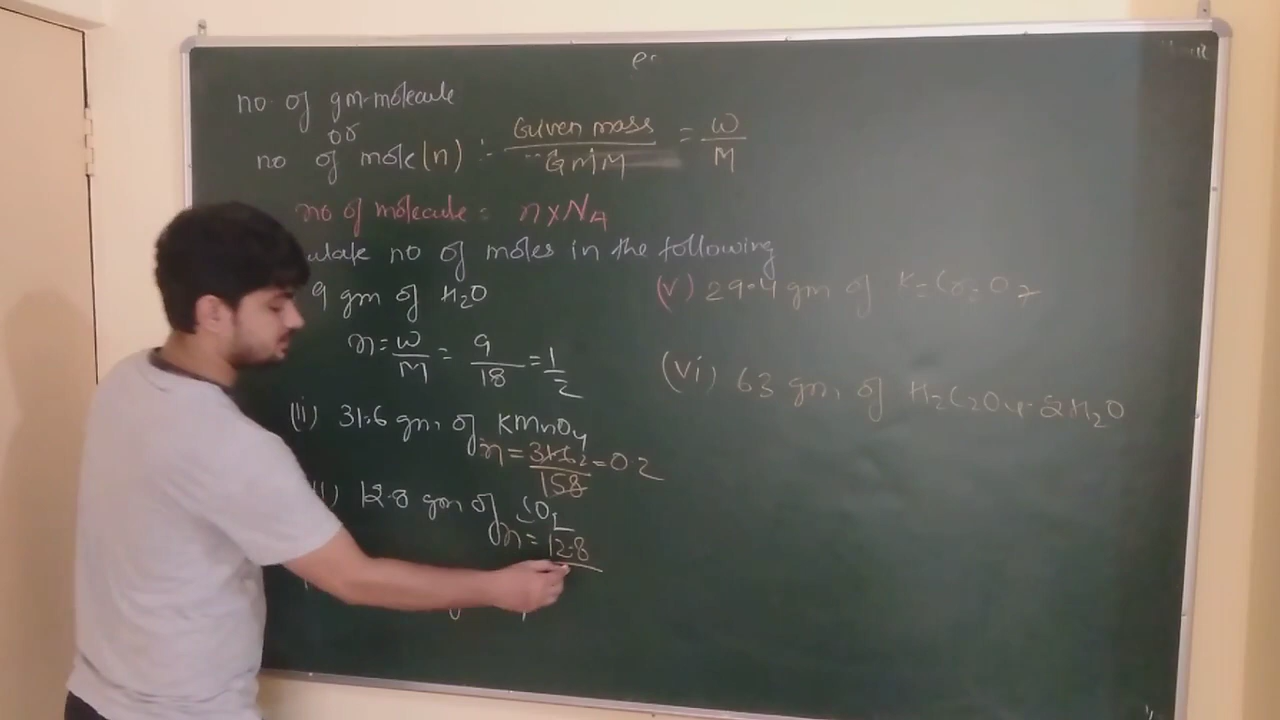 no. of gm-molecule
or
no of mole (n) :- Given mass / GMM = W / M
no of molecule = n x NA
ulate no of moles in the following
9 gm of H2O
n = W / M = 9 / 18 = 1 / 2
(ii) 31.6 gm of KMnO4
n = 31.6 / 158 = 0.2
12.8 gm of
n = 12.8
(v) 29.4 gm of K2Cr2O7
(vi) 63 gm of H2C2O4.2H2O